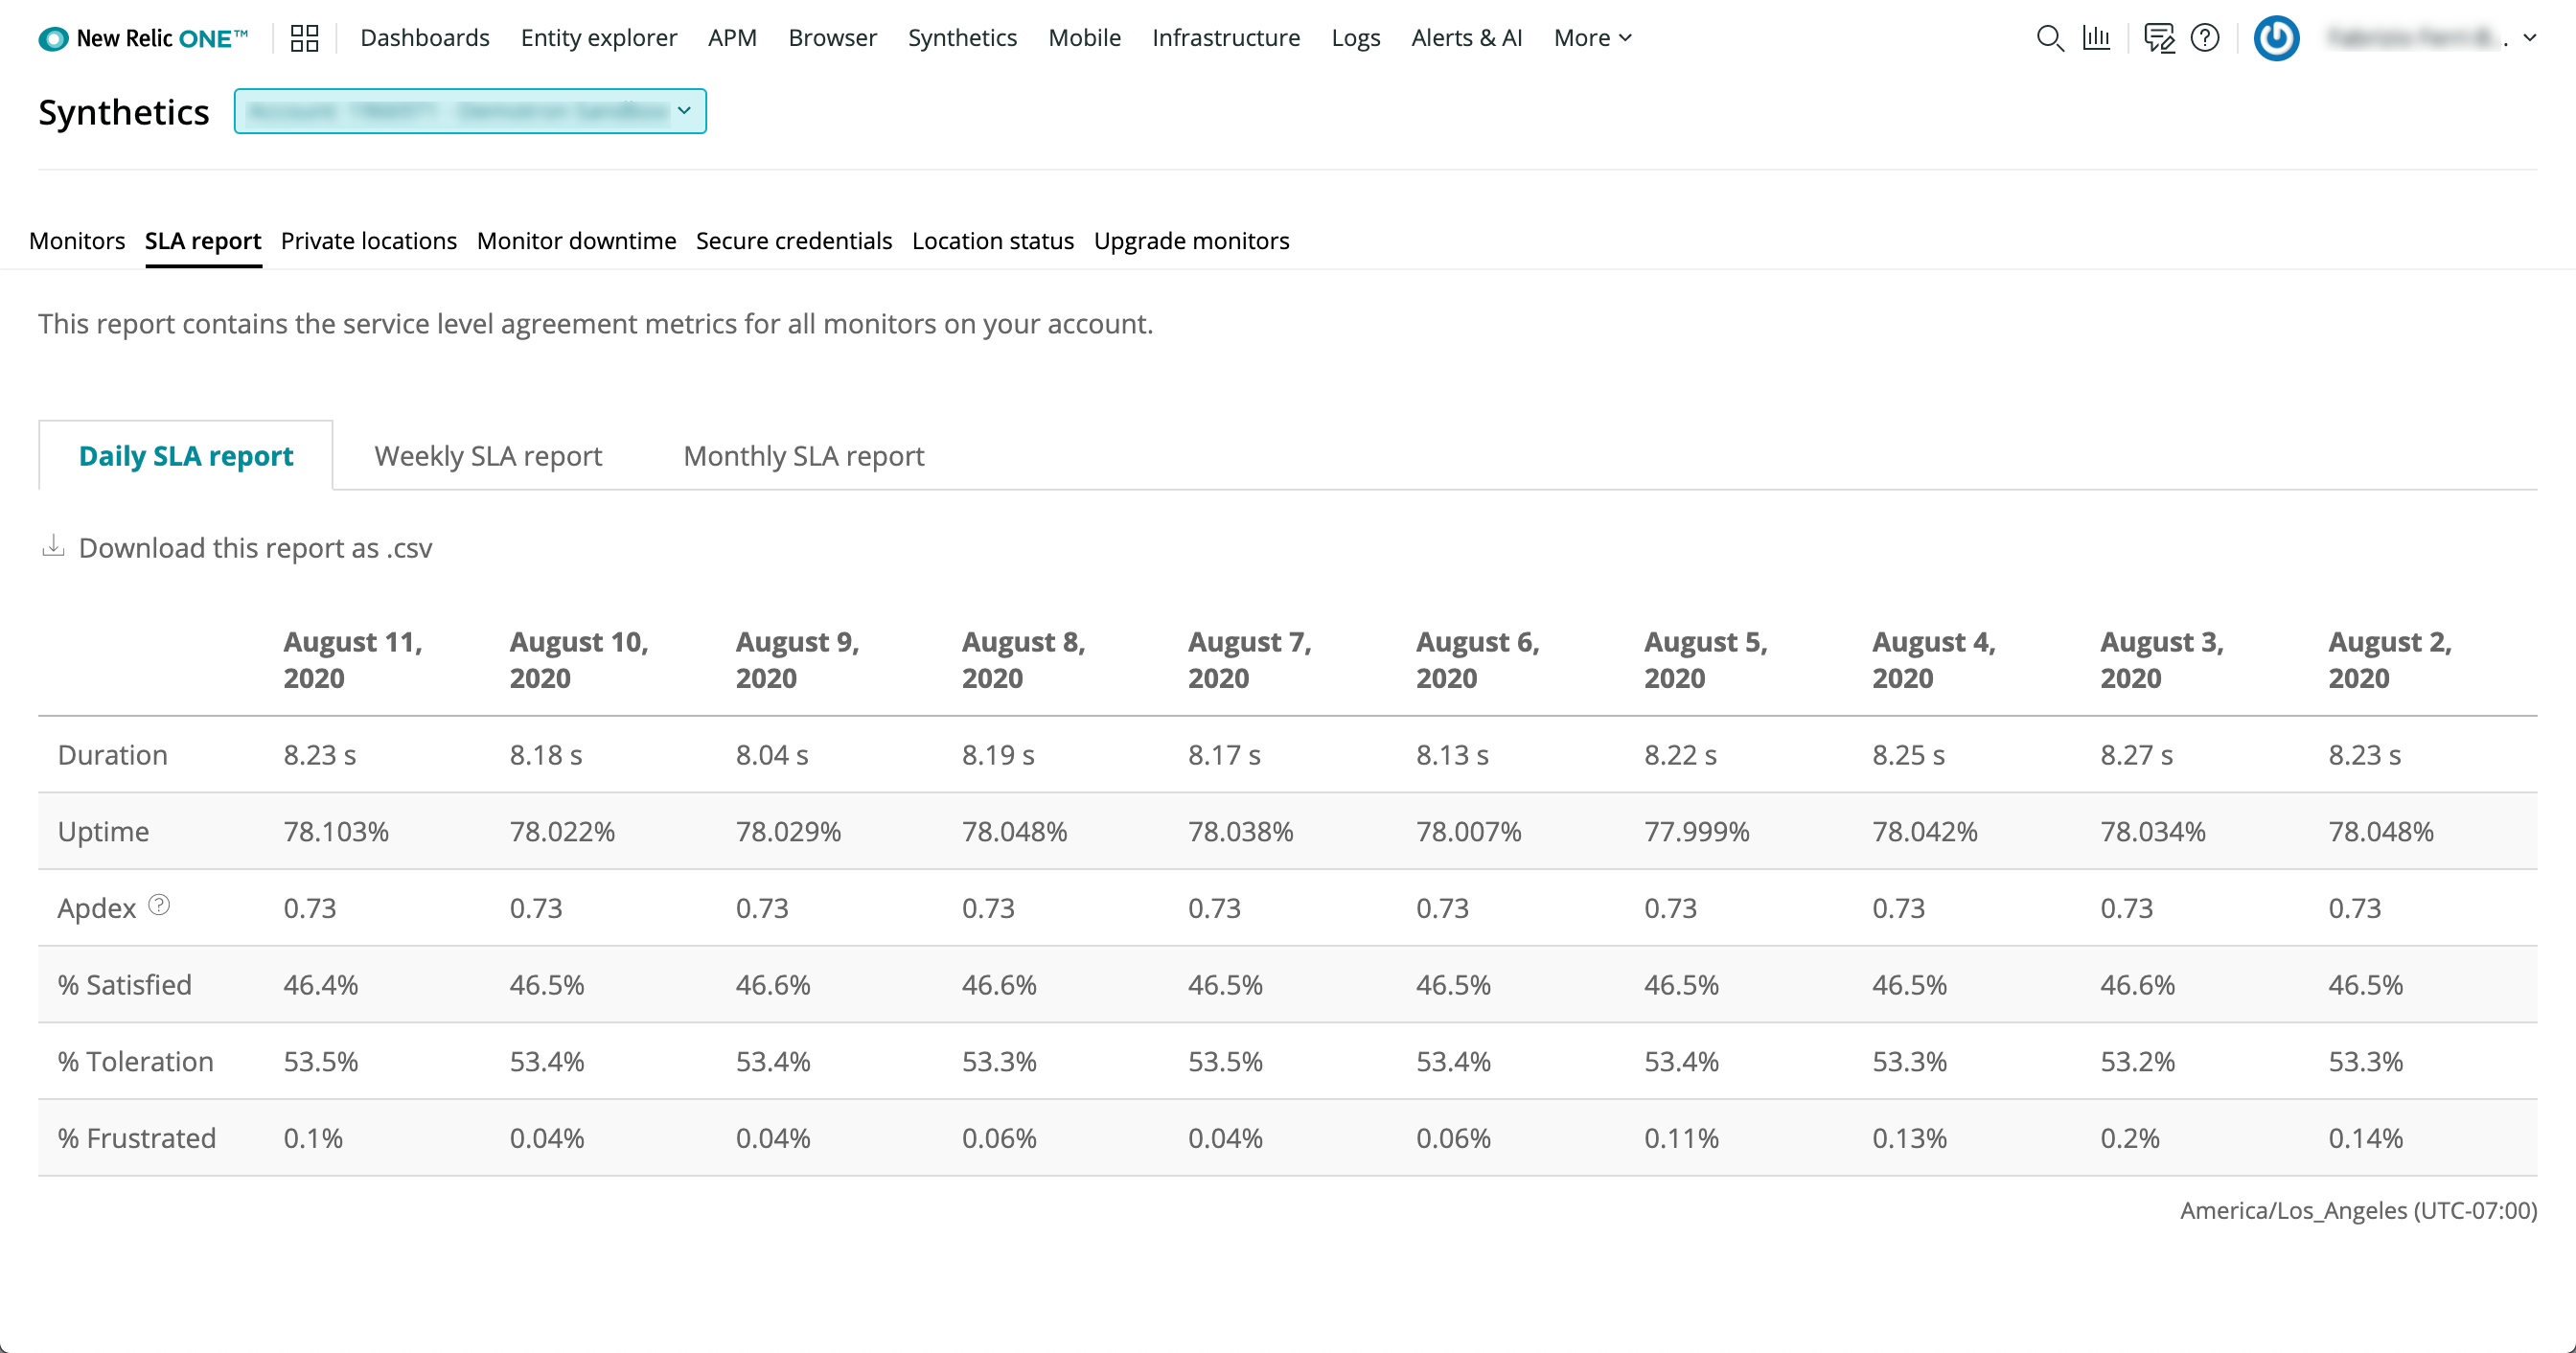 New Relic ONE™ Dashboards Entity explorer APM Browser Synthetics Mobile Infrastructure Logs Alerts & AI More
Synthetics
Monitors SLA report Private locations Monitor downtime Secure credentials Location status Upgrade monitors
This report contains the service level agreement metrics for all monitors on your account.
Daily SLA report Weekly SLA report Monthly SLA report
Download this report as .csv
August 11, 2020 August 10, 2020 August 9, 2020 August 8, 2020 August 7, 2020 August 6, 2020 August 5, 2020 August 4, 2020 August 3, 2020 August 2, 2020
Duration 8.23 s 8.18 s 8.04 s 8.19 s 8.17 s 8.13 s 8.22 s 8.25 s 8.27 s 8.23 s
Uptime 78.103% 78.022% 78.029% 78.048% 78.038% 78.007% 77.999% 78.042% 78.034% 78.048%
Apdex ? 0.73 0.73 0.73 0.73 0.73 0.73 0.73 0.73 0.73 0.73
% Satisfied 46.4% 46.5% 46.6% 46.6% 46.5% 46.5% 46.5% 46.5% 46.6% 46.5%
% Toleration 53.5% 53.4% 53.4% 53.3% 53.5% 53.4% 53.4% 53.3% 53.2% 53.3%
% Frustrated 0.1% 0.04% 0.04% 0.06% 0.04% 0.06% 0.11% 0.13% 0.2% 0.14%
America/Los_Angeles (UTC-07:00)